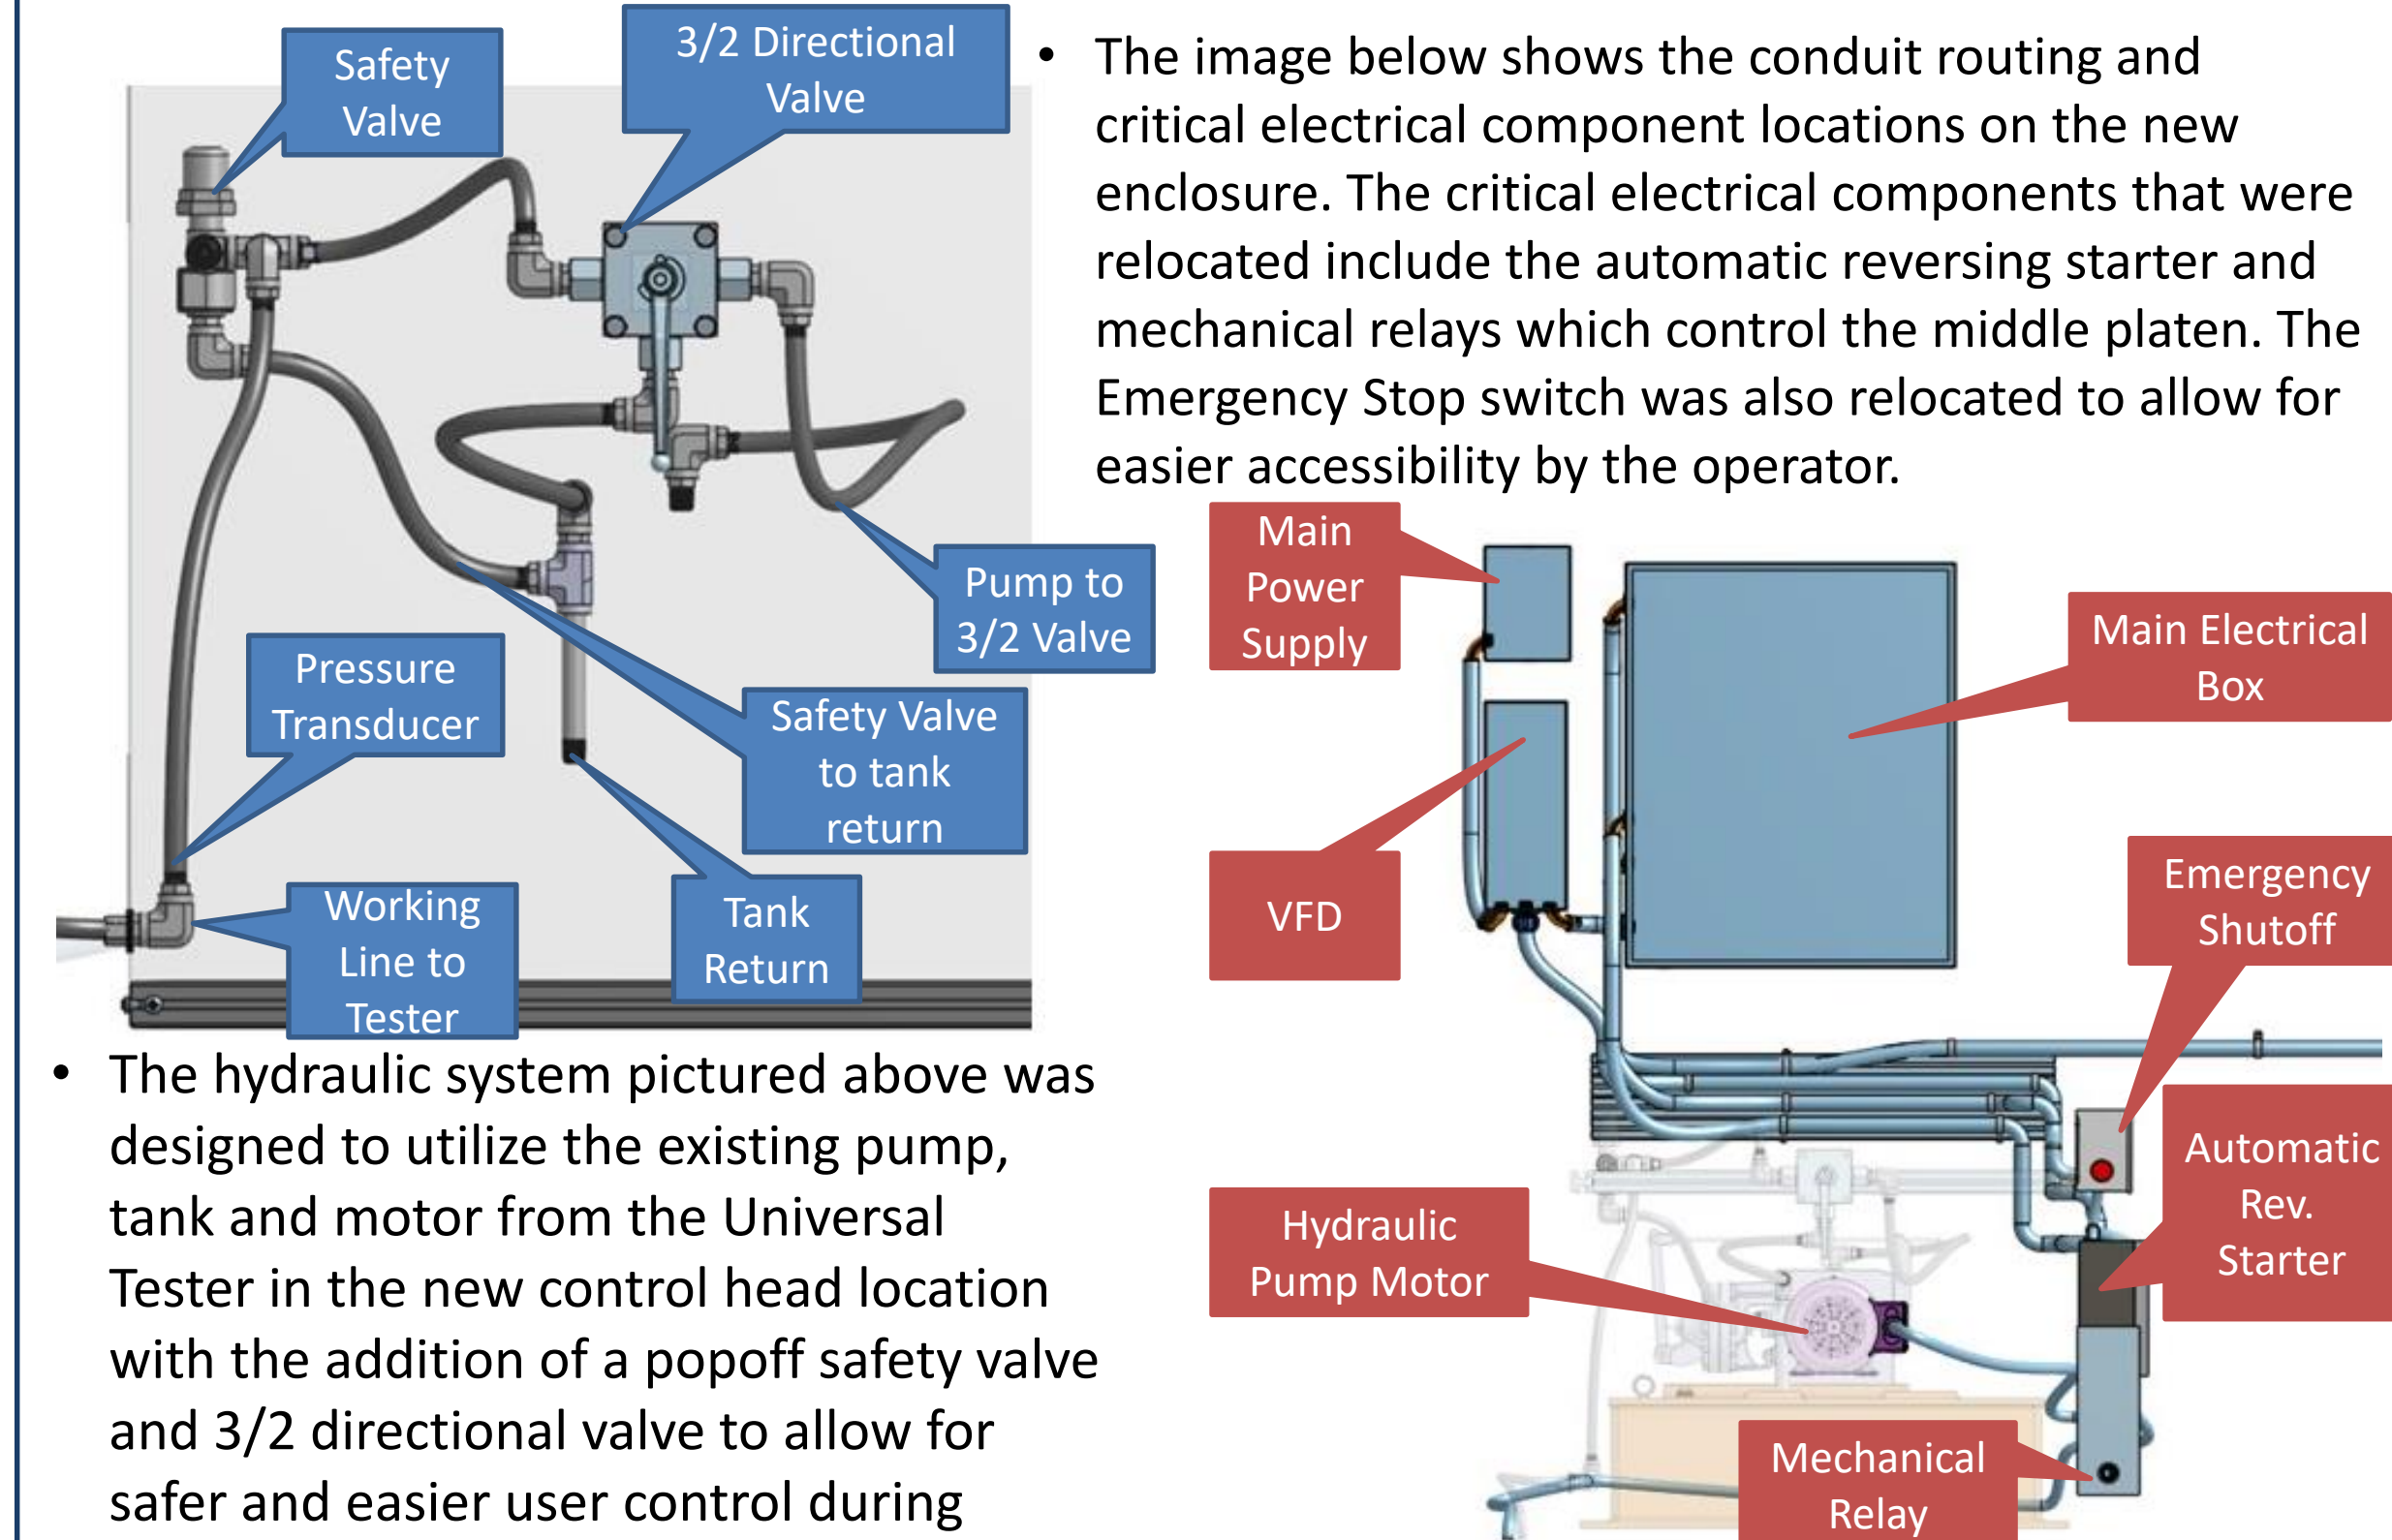 Safety
Valve
3/2 Directional
Valve
Pump to
3/2 Valve
Pressure
Transducer
Safety Valve
to tank
return
Working
Line to
Tester
Tank
Return
• The hydraulic system pictured above was
designed to utilize the existing pump,
tank and motor from the Universal
Tester in the new control head location
with the addition of a popoff safety valve
and 3/2 directional valve to allow for
safer and easier user control during
• The image below shows the conduit routing and
critical electrical component locations on the new
enclosure. The critical electrical components that were
relocated include the automatic reversing starter and
mechanical relays which control the middle platen. The
Emergency Stop switch was also relocated to allow for
easier accessibility by the operator.
Main
Power
Supply
Main Electrical
Box
VFD
Emergency
Shutoff
Automatic
Rev.
Starter
Hydraulic
Pump Motor
Mechanical
Relay